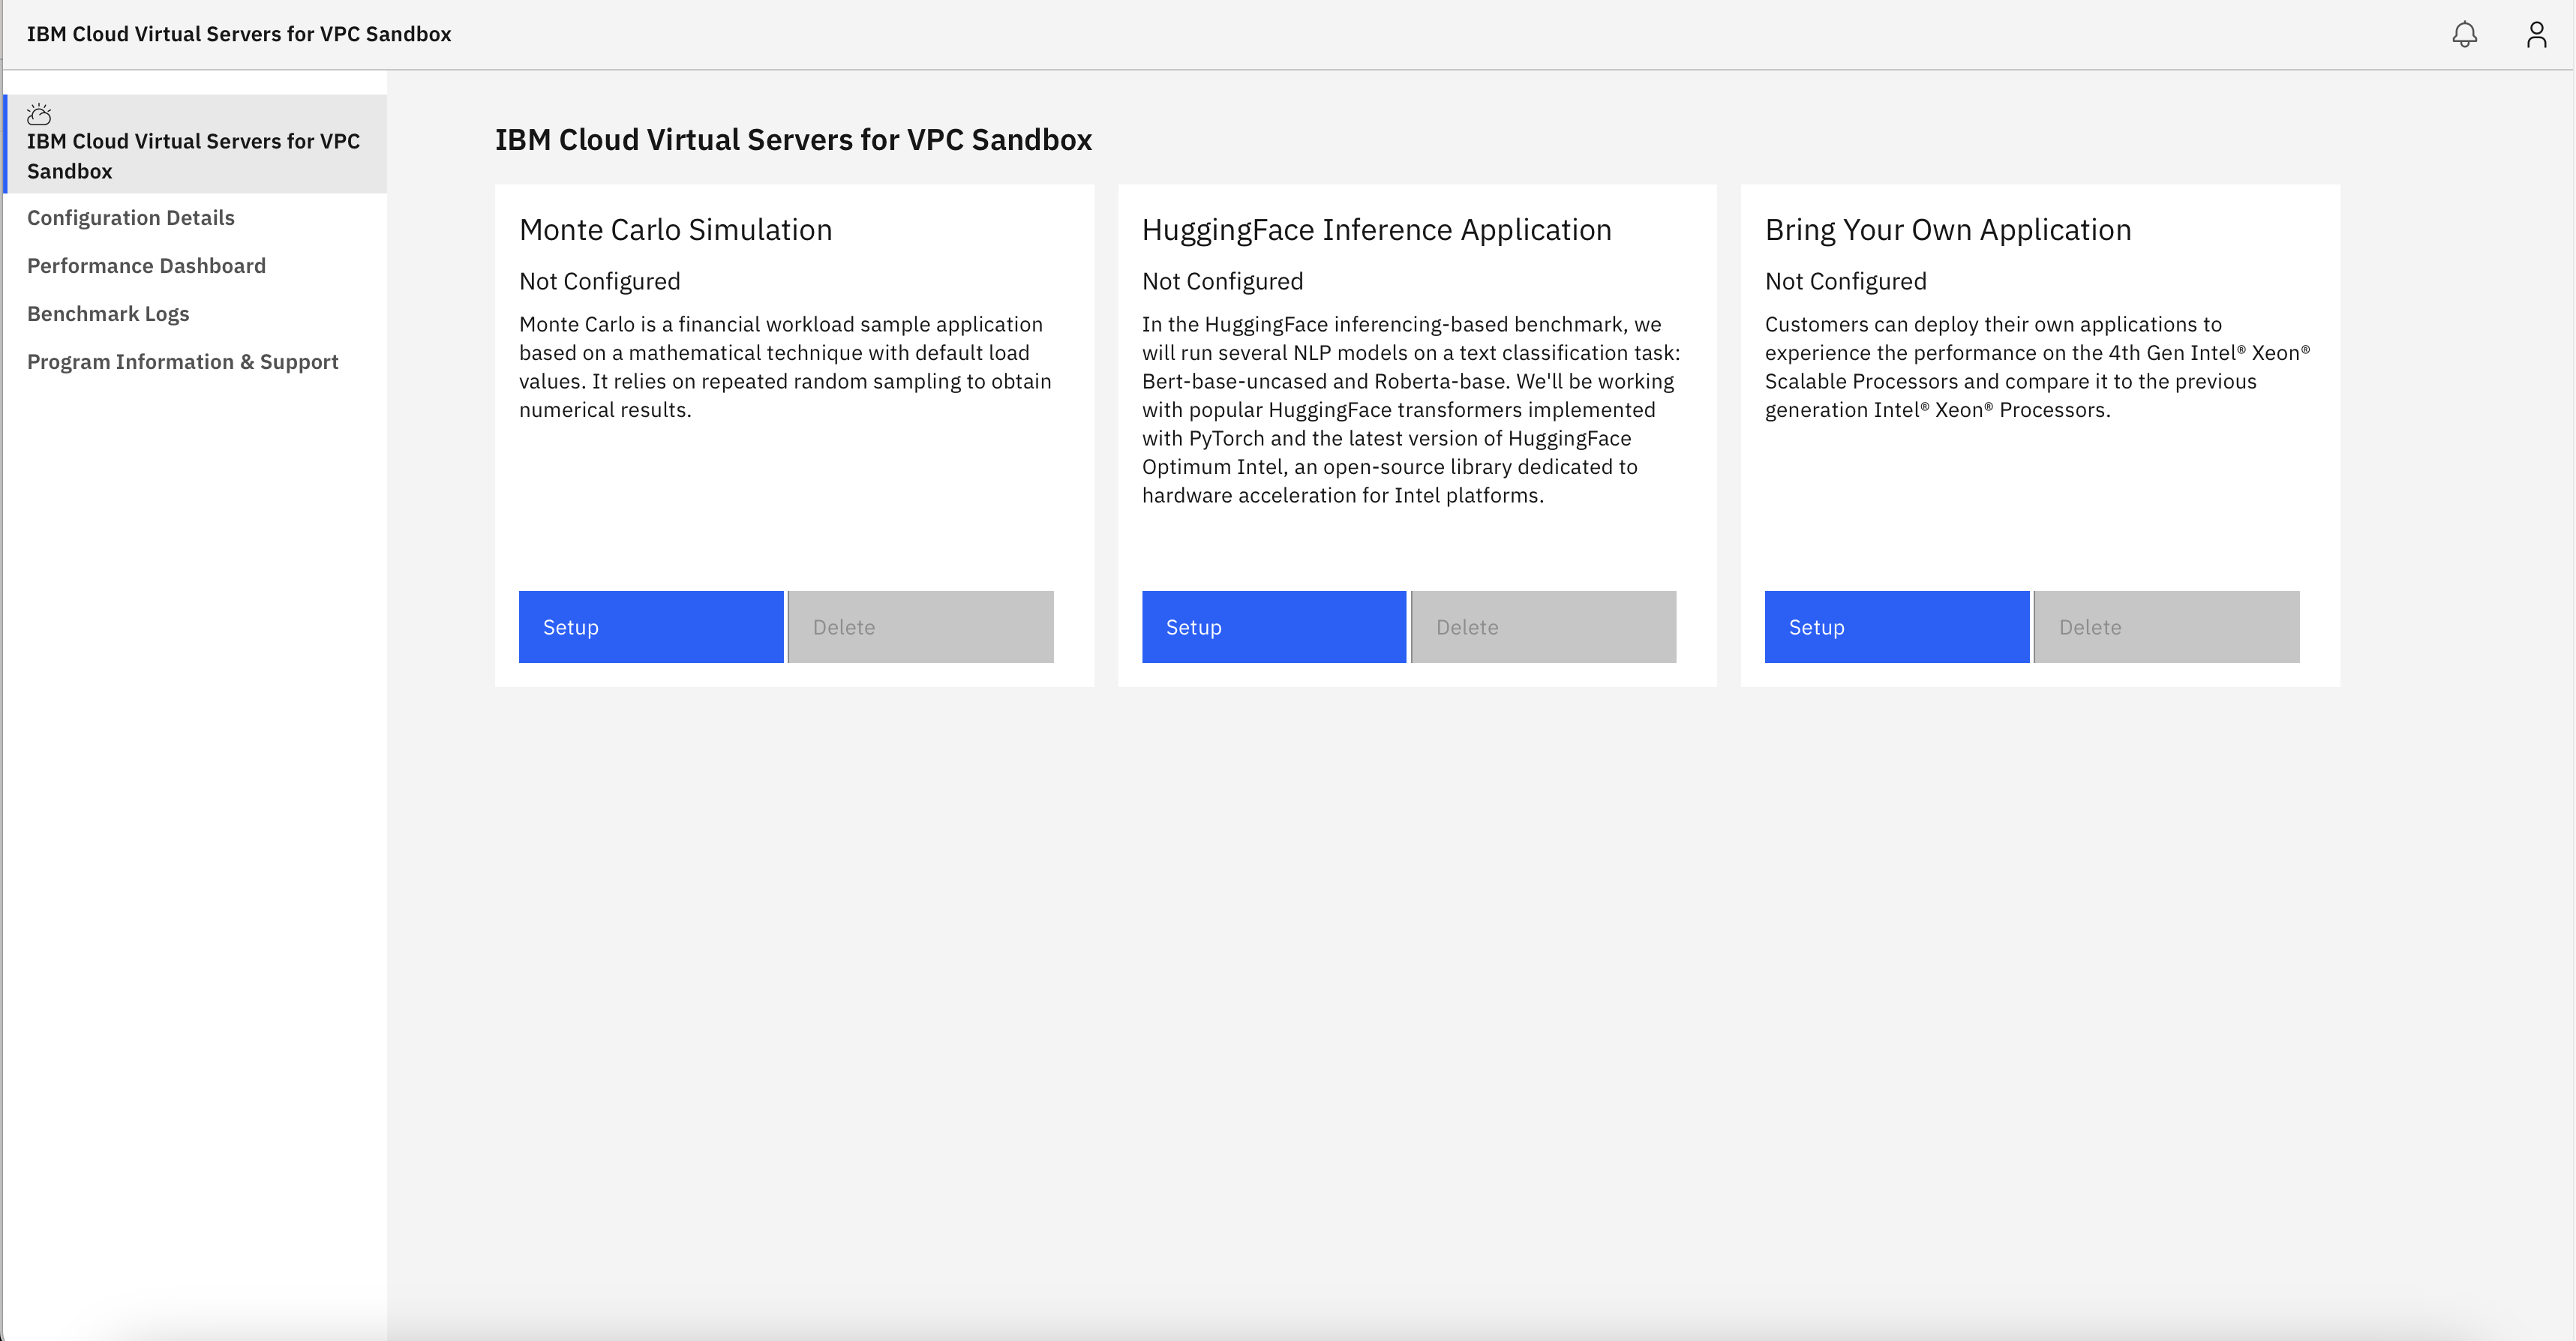 IBM Cloud Virtual Servers for VPC Sandbox
IBM Cloud Virtual Servers for VPC
Sandbox
Configuration Details
Performance Dashboard
Benchmark Logs
Program Information & Support
IBM Cloud Virtual Servers for VPC Sandbox
Monte Carlo Simulation
Not Configured
Monte Carlo is a financial workload sample application
based on a mathematical technique with default load
values. It relies on repeated random sampling to obtain
numerical results.
Setup
Delete
HuggingFace Inference Application
Not Configured
In the HuggingFace inferencing-based benchmark, we
will run several NLP models on a text classification task:
Bert-base-uncased and Roberta-base. We'll be working
with popular HuggingFace transformers implemented
with PyTorch and the latest version of HuggingFace
Optimum Intel, an open-source library dedicated to
hardware acceleration for Intel platforms.
Setup
Delete
Bring Your Own Application
Not Configured
Customers can deploy their own applications to
experience the performance on the 4th Gen Intel® Xeon®
Scalable Processors and compare it to the previous
generation Intel® Xeon® Processors.
Setup
Delete